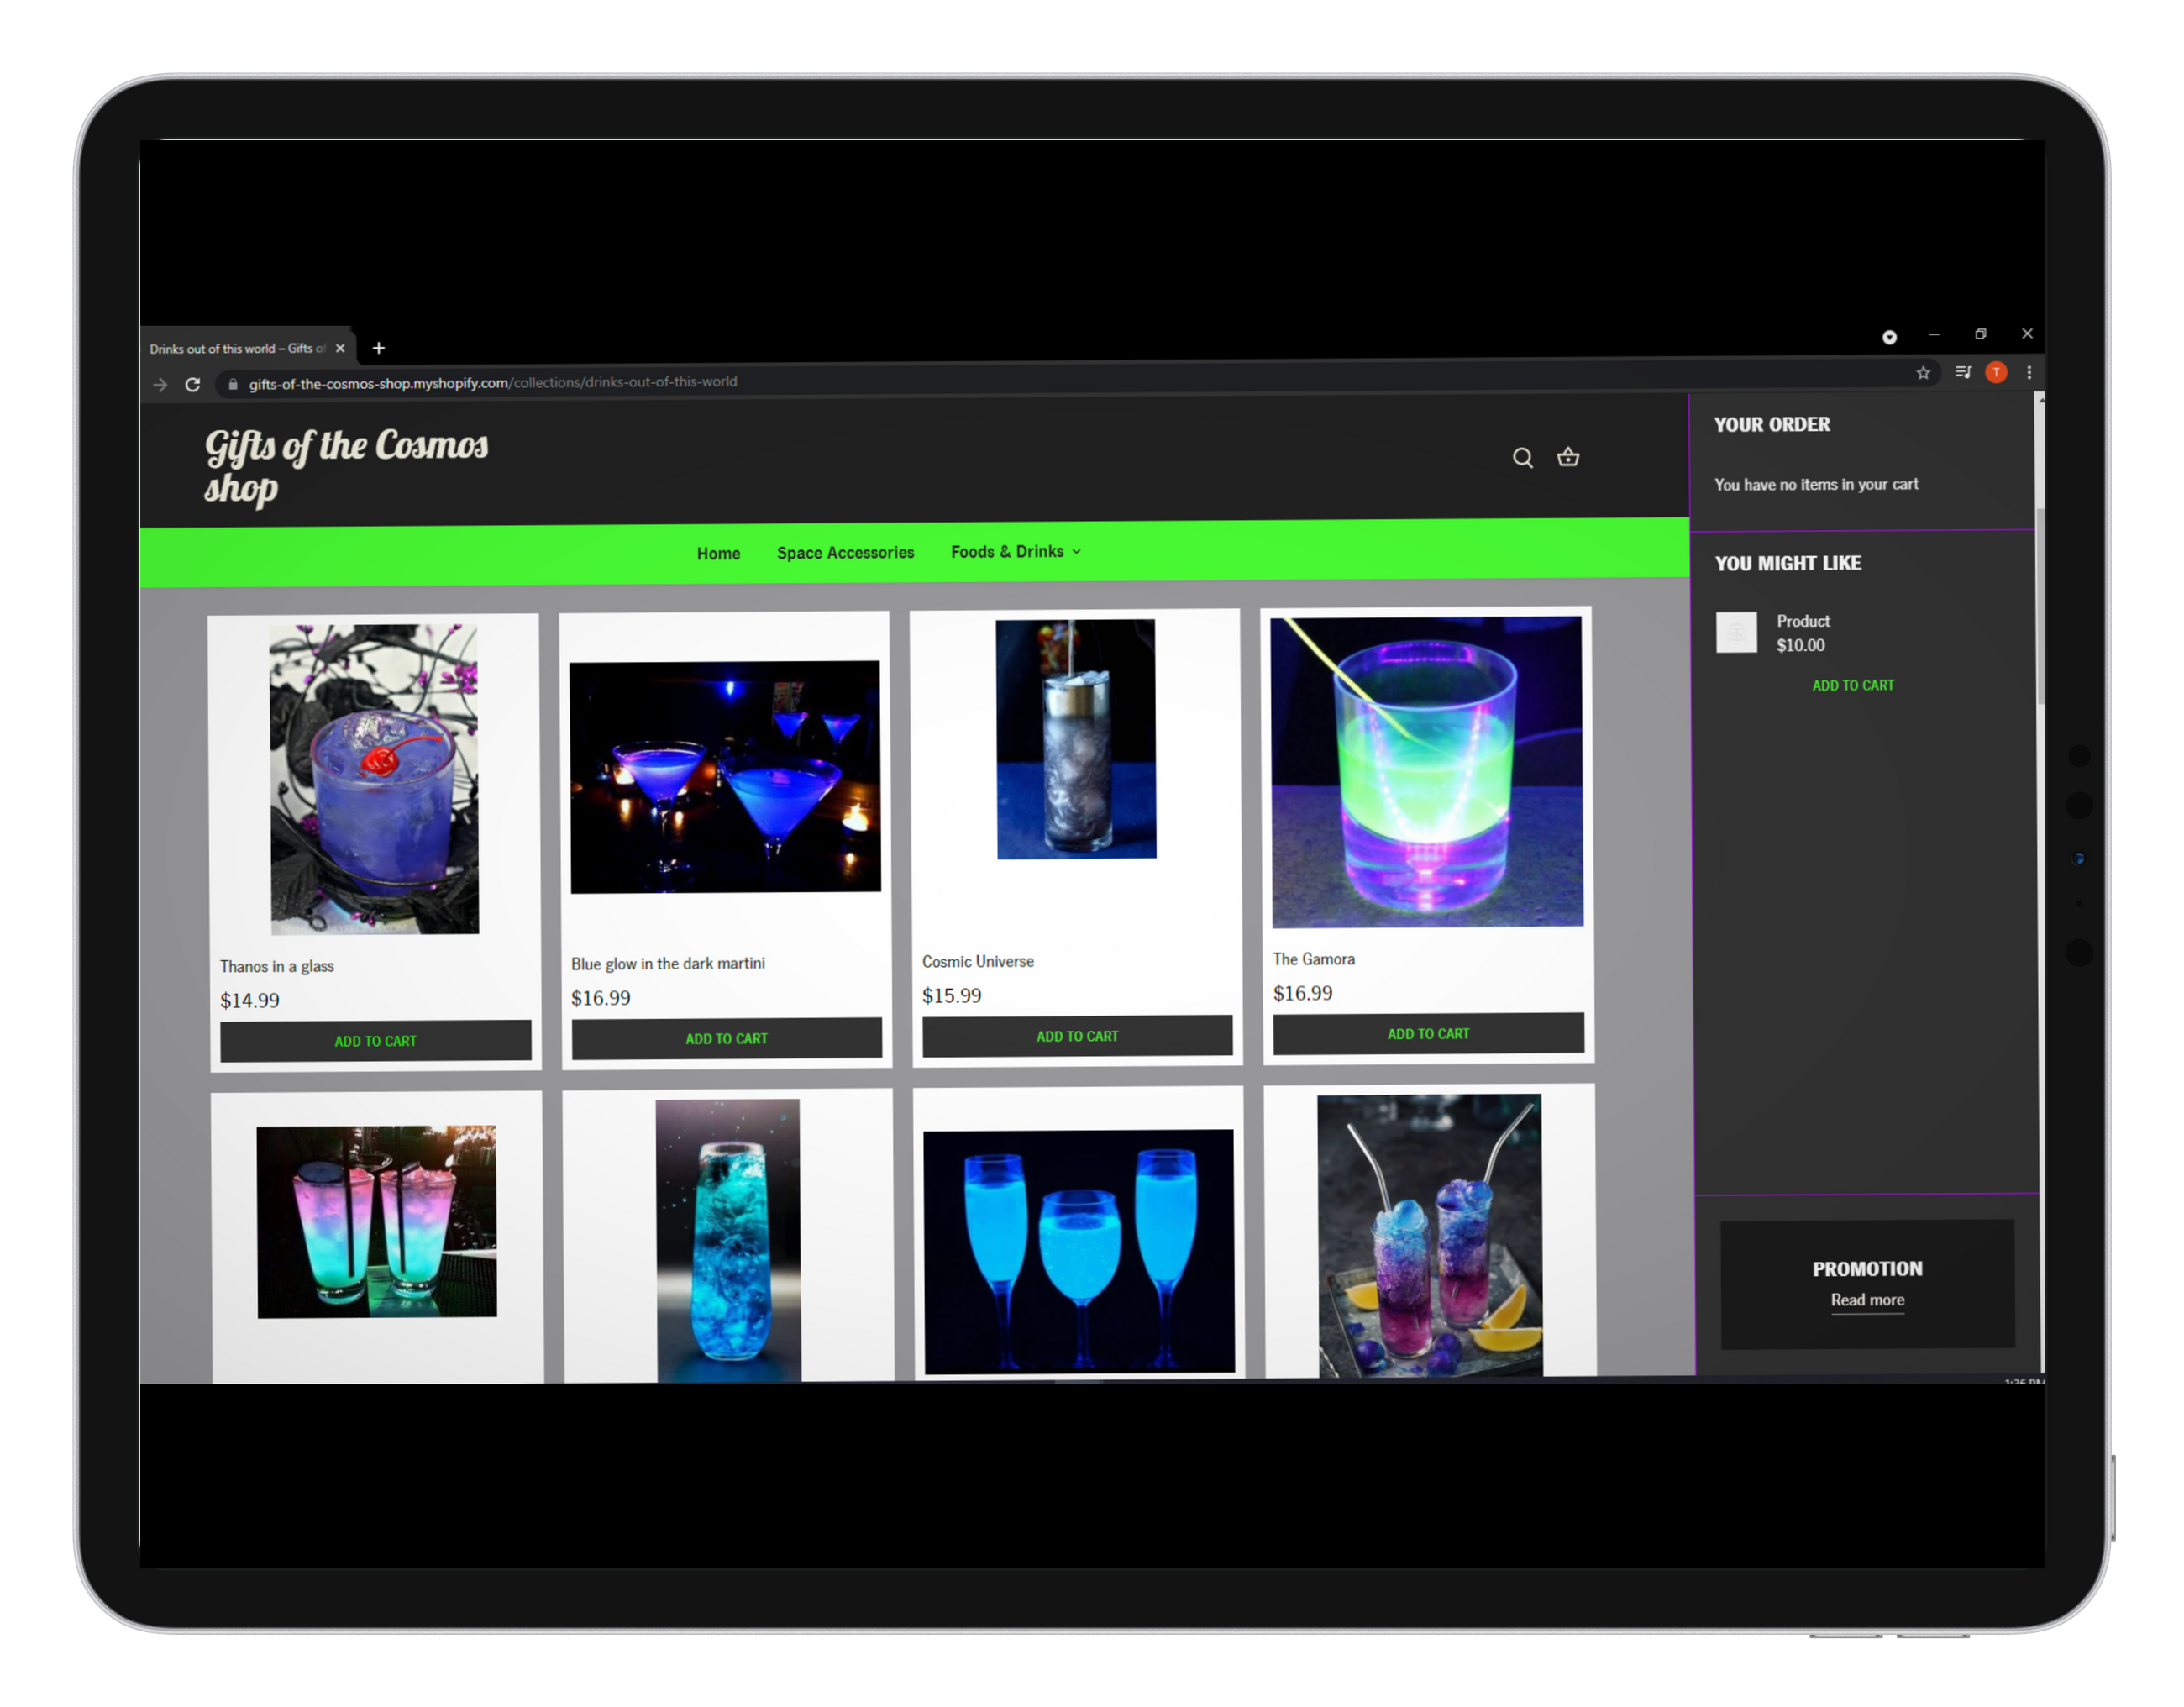 Drinks out of this world – Gifts of
gifts-of-the-cosmos-shop.myshopify.com/collections/drinks-out-of-this-world
T
Gifts of the Cosmos
shop
Home Space Accessories Foods & Drinks
Thanos in a glass
$14.99
ADD TO CART
Blue glow in the dark martini
$16.99
ADD TO CART
Cosmic Universe
$15.99
ADD TO CART
The Gamora
$16.99
ADD TO CART
YOUR ORDER
You have no items in your cart
YOU MIGHT LIKE
Product
$10.00
ADD TO CART
PROMOTION
Read more
1:36 PM